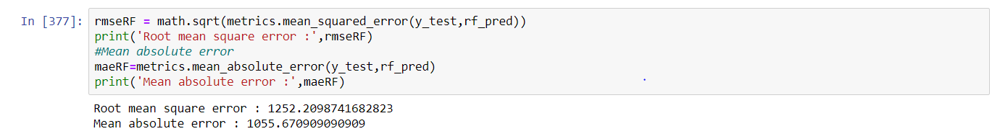 In [377]: rmseRF = math.sqrt(metrics.mean_squared_error(y_test,rf_pred))
print('Root mean square error :',rmseRF)
#Mean absolute error
maeRF=metrics.mean_absolute_error(y_test,rf_pred)
print('Mean absolute error :',maeRF)
Root mean square error : 1252.2098741682823
Mean absolute error : 1055.670909090909